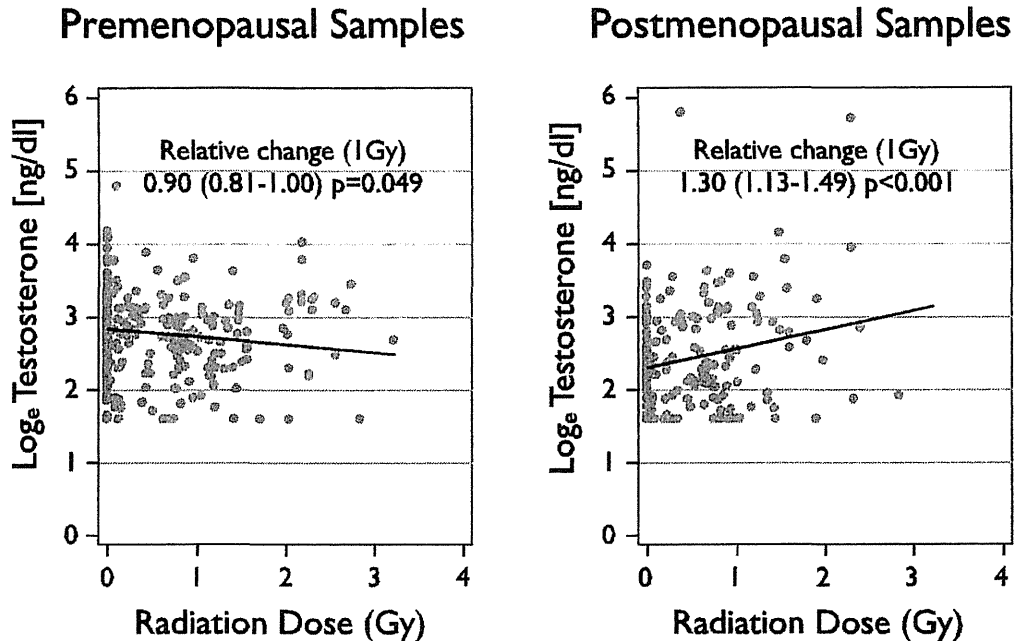 Premenopausal Samples
Postmenopausal Samples
Logₑ Testosterone [ng/dl]
6
5
4
3
2
1
0
Relative change (1Gy)
0.90 (0.81-1.00) p=0.049
0
1
2
3
4
Radiation Dose (Gy)
Logₑ Testosterone [ng/dl]
6
5
4
3
2
1
0
Relative change (1Gy)
1.30 (1.13-1.49) p<0.001
0
1
2
3
4
Radiation Dose (Gy)